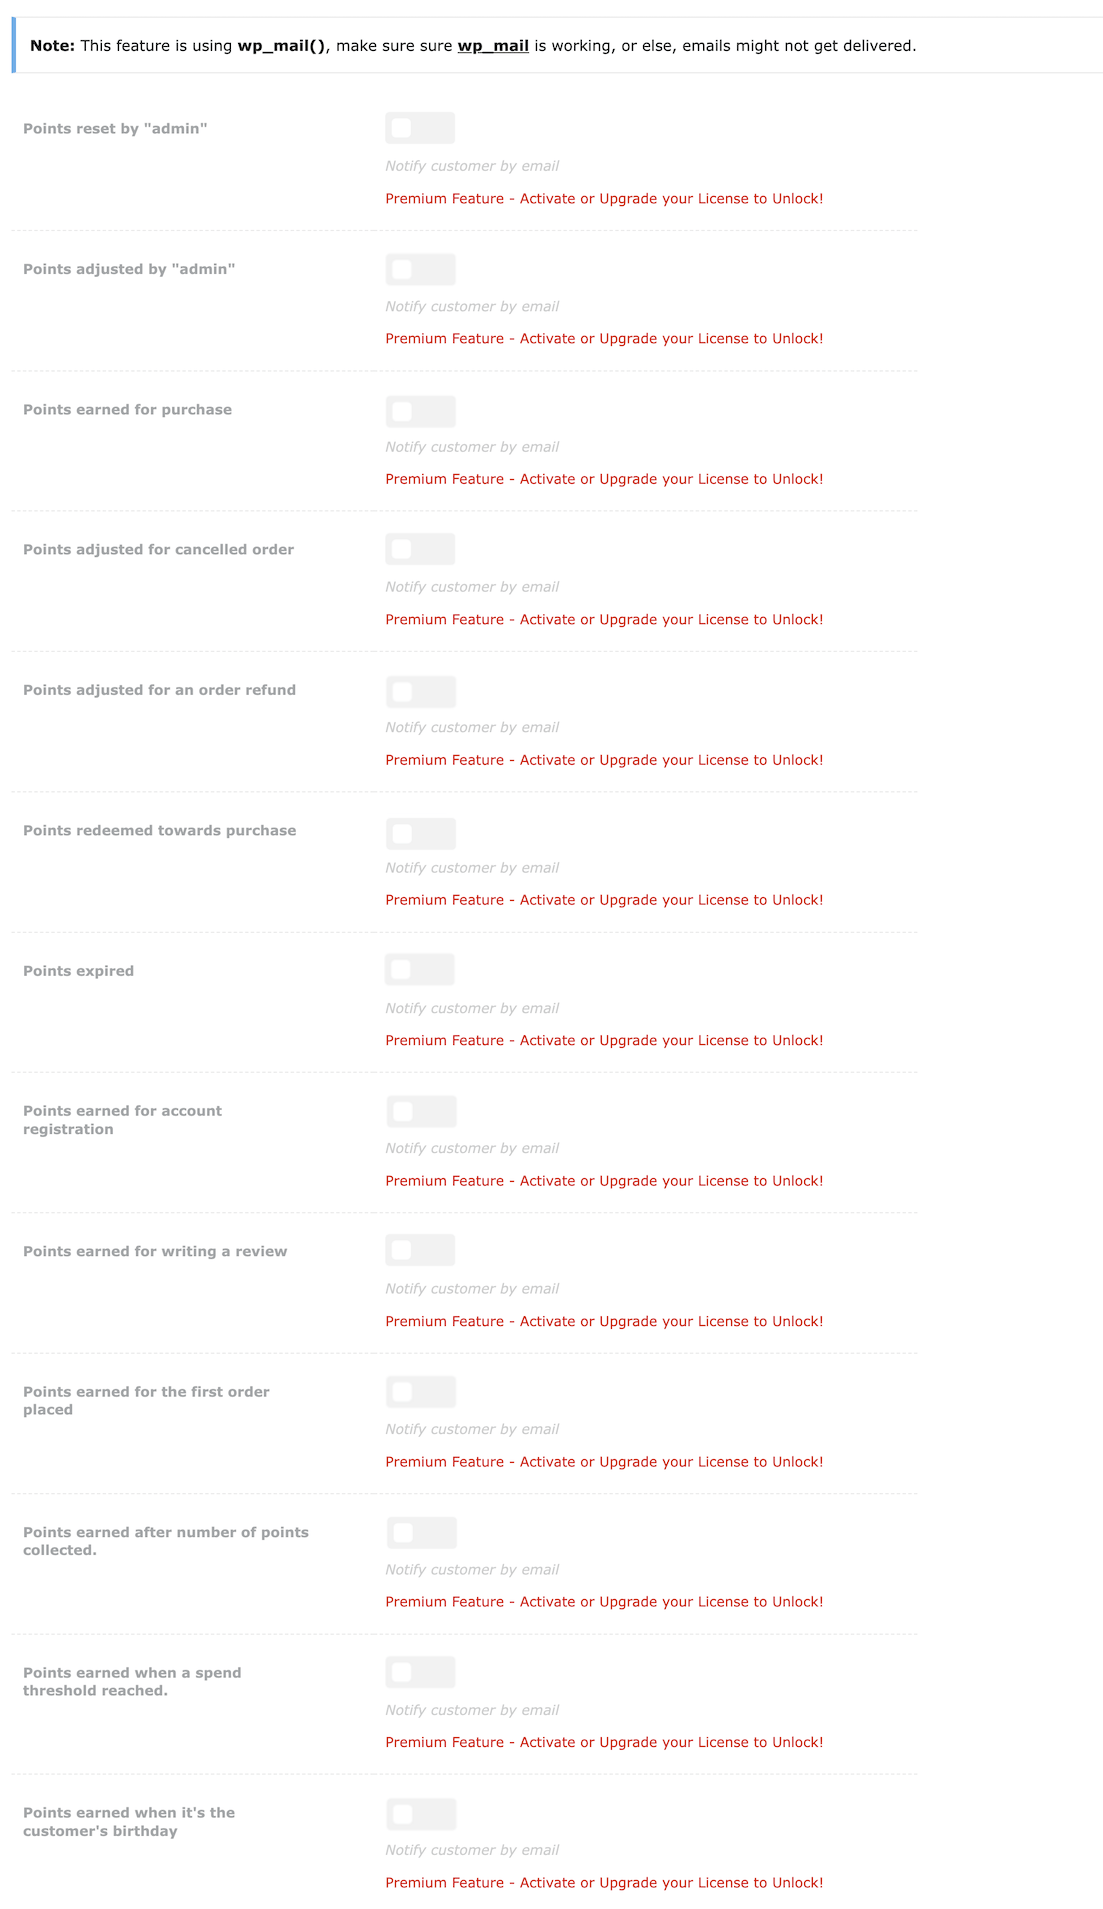 Note: This feature is using wp_mail(), make sure sure wp_mail is working, or else, emails might not get delivered.
Points reset by "admin"
Notify customer by email
Premium Feature - Activate or Upgrade your License to Unlock!
Points adjusted by "admin"
Notify customer by email
Premium Feature - Activate or Upgrade your License to Unlock!
Points earned for purchase
Notify customer by email
Premium Feature - Activate or Upgrade your License to Unlock!
Points adjusted for cancelled order
Notify customer by email
Premium Feature - Activate or Upgrade your License to Unlock!
Points adjusted for an order refund
Notify customer by email
Premium Feature - Activate or Upgrade your License to Unlock!
Points redeemed towards purchase
Notify customer by email
Premium Feature - Activate or Upgrade your License to Unlock!
Points expired
Notify customer by email
Premium Feature - Activate or Upgrade your License to Unlock!
Points earned for account
registration
Notify customer by email
Premium Feature - Activate or Upgrade your License to Unlock!
Points earned for writing a review
Notify customer by email
Premium Feature - Activate or Upgrade your License to Unlock!
Points earned for the first order
placed
Notify customer by email
Premium Feature - Activate or Upgrade your License to Unlock!
Points earned after number of points
collected.
Notify customer by email
Premium Feature - Activate or Upgrade your License to Unlock!
Points earned when a spend
threshold reached.
Notify customer by email
Premium Feature - Activate or Upgrade your License to Unlock!
Points earned when it's the
customer's birthday
Notify customer by email
Premium Feature - Activate or Upgrade your License to Unlock!